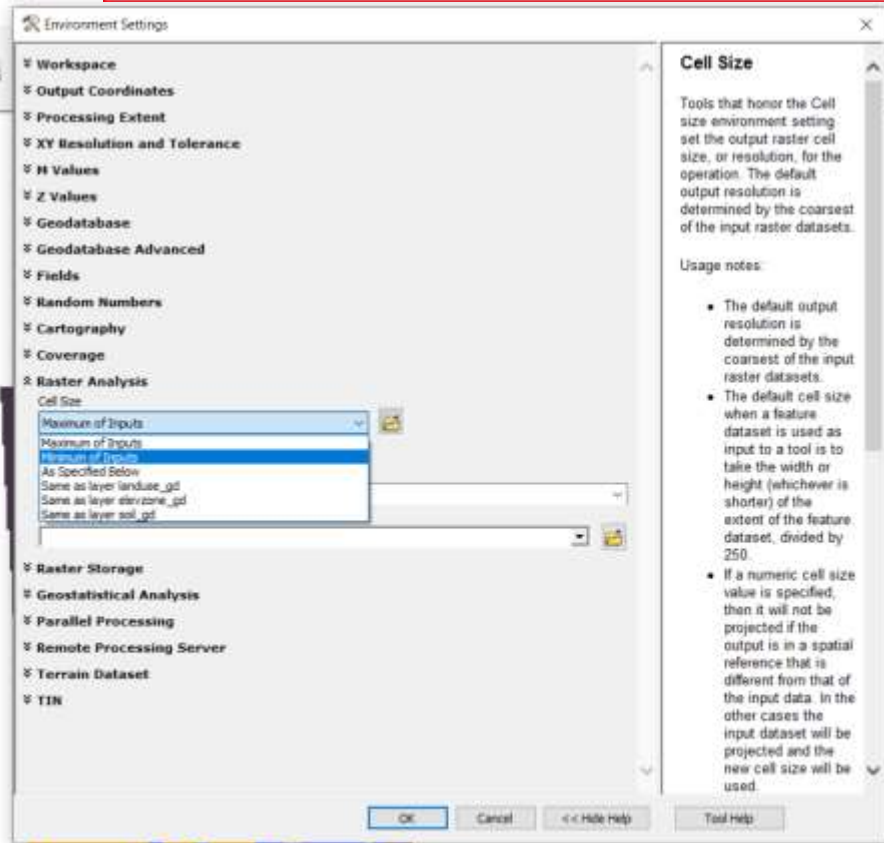 Environment Settings
Workspace
Output Coordinates
Processing Extent
XY Resolution and Tolerance
M Values
Z Values
Geodatabase
Geodatabase Advanced
Fields
Random Numbers
Cartography
Coverage
Raster Analysis
Cell Size
Maximum of Inputs
Maximum of Inputs
Minimum of Inputs
As Specified Below
Same as layer landuse_gd
Same as layer elevzone_gd
Same as layer soil_gd
Raster Storage
Geostatistical Analysis
Parallel Processing
Remote Processing Server
Terrain Dataset
TIN
OK
Cancel
<< Hide Help
Tool Help
Cell Size
Tools that honor the Cell
size environment setting
set the output raster cell
size, or resolution, for the
operation. The default
output resolution is
determined by the coarsest
of the input raster datasets.
Usage notes:
• The default output
resolution is
determined by the
coarsest of the input
raster datasets.
• The default cell size
when a feature
dataset is used as
input to a tool is to
take the width or
height (whichever is
shorter) of the
extent of the feature
dataset, divided by
250.
• If a numeric cell size
value is specified,
then it will not be
projected if the
output is in a spatial
reference that is
different from that of
the input data. In the
other cases the
input dataset will be
projected and the
new cell size will be
used.